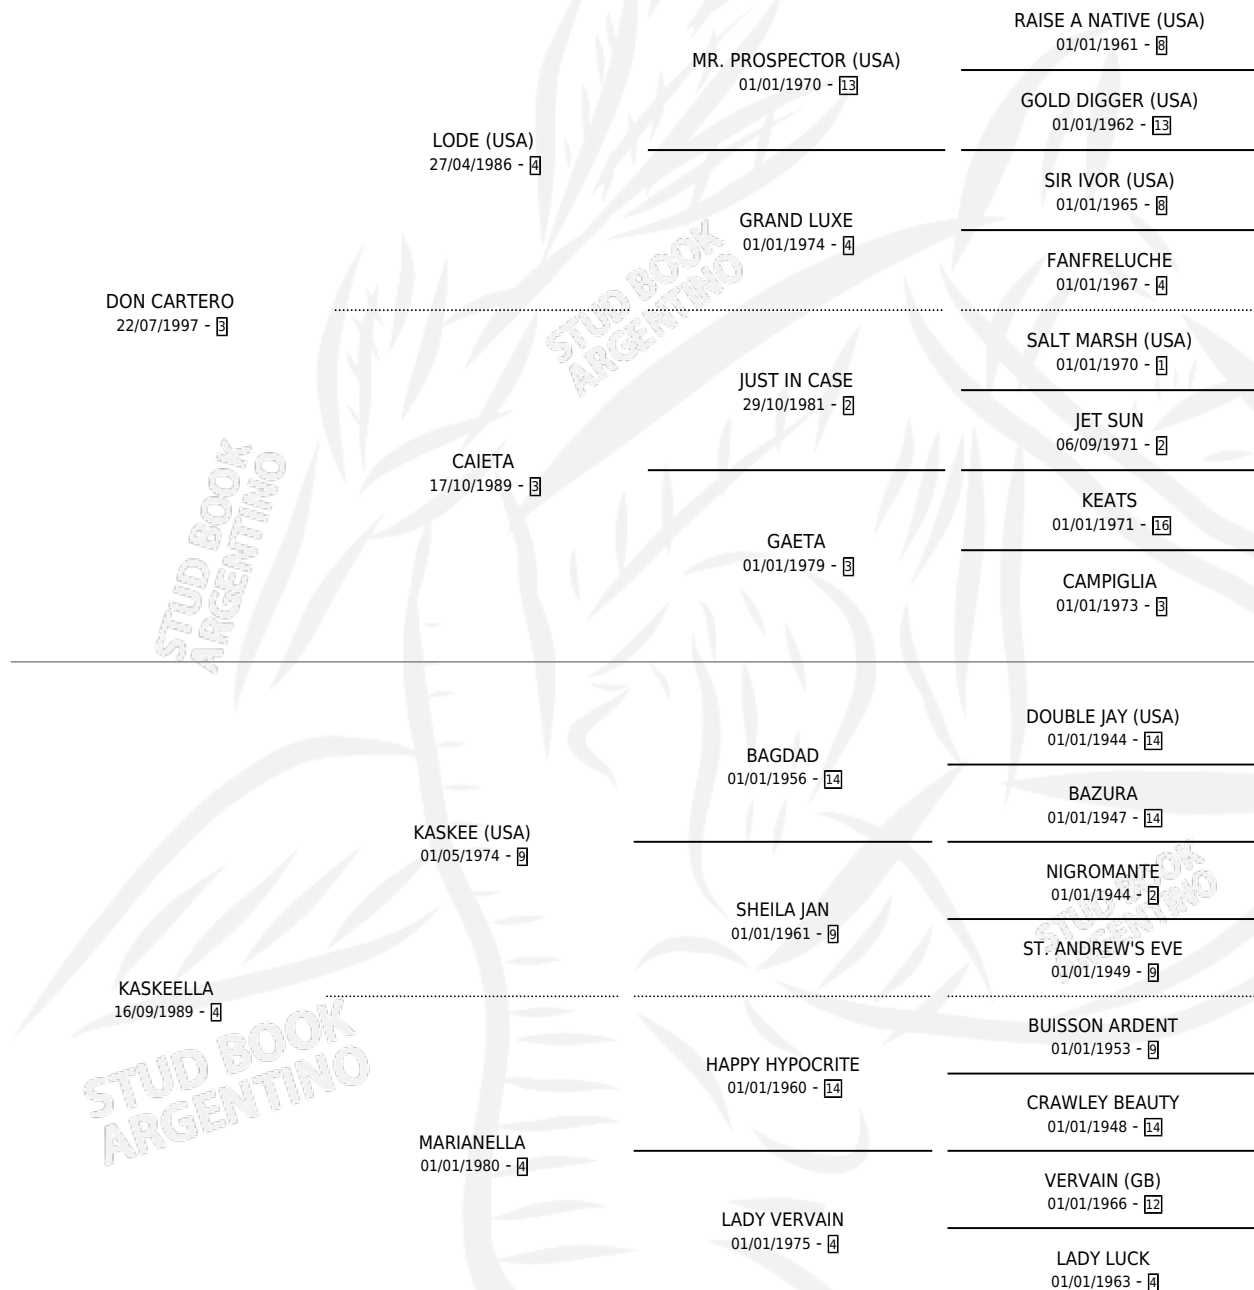 RAISE A NATIVE (USA)
01/01/1961 - 8
MR. PROSPECTOR (USA)
01/01/1970 - 13
GOLD DIGGER (USA)
01/01/1962 - 13
LODE (USA)
27/04/1986 - 4
SIR IVOR (USA)
01/01/1965 - 8
GRAND LUXE
01/01/1974 - 4
FANFRELUCHE
01/01/1967 - 4
DON CARTERO
22/07/1997 - 3
STUD BOOK
ARGENTINO
SALT MARSH (USA)
01/01/1970 - 1
JUST IN CASE
29/10/1981 - 2
JET SUN
06/09/1971 - 2
CAIETA
17/10/1989 - 3
KEATS
01/01/1971 - 16
GAETA
01/01/1979 - 3
CAMPIGLIA
01/01/1973 - 3
STUD BOOK
ARGENTINO
DOUBLE JAY (USA)
01/01/1944 - 14
BAGDAD
01/01/1956 - 14
BAZURA
01/01/1947 - 14
KASKEE (USA)
01/05/1974 - 9
NIGROMANTE
01/01/1944 - 2
SHEILA JAN
01/01/1961 - 9
STUD BOOK
ARGENTINO
ST. ANDREW'S EVE
01/01/1949 - 9
KASKEELLA
16/09/1989 - 4
STUD BOOK
ARGENTINO
BUISSON ARDENT
01/01/1953 - 9
HAPPY HYPOCRITE
01/01/1960 - 14
CRAWLEY BEAUTY
01/01/1948 - 14
MARIANELLA
01/01/1980 - 4
VERVAIN (GB)
01/01/1966 - 12
LADY VERVAIN
01/01/1975 - 4
LADY LUCK
01/01/1963 - 4